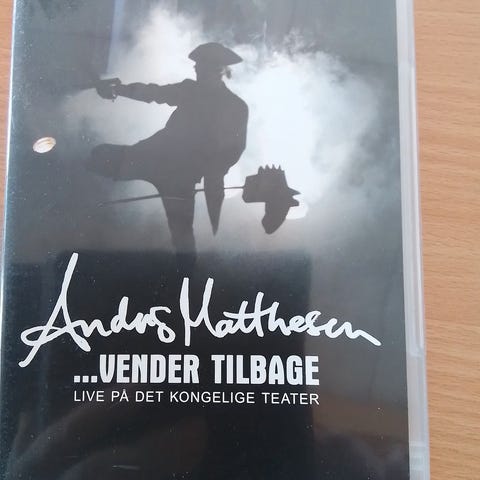 Anders Matthesen
...VENDER TILBAGE
LIVE PÅ DET KONGELIGE TEATER